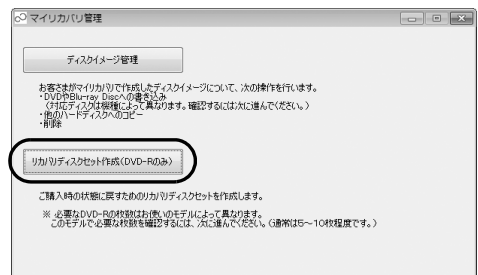 マイリカバリ管理
ディスクイメージ管理
お客さまがマイリカバリで作成したディスクイメージについて、次の操作を行います。
・DVDやBlu-ray Discへの書き込み
(対応ディスクは機種によって異なります。確認するには次に進んでください。)
・他のハードディスクへのコピー
・削除
リカバリディスクセット作成(DVD-Rのみ)
ご購入時の状態に戻すためのリカバリディスクセットを作成します。
※ 必要なDVD-Rの枚数はお使いのモデルによって異なります。
このモデルで必要な枚数を確認するには、次に進んでください。(通常は5～10枚程度です。)